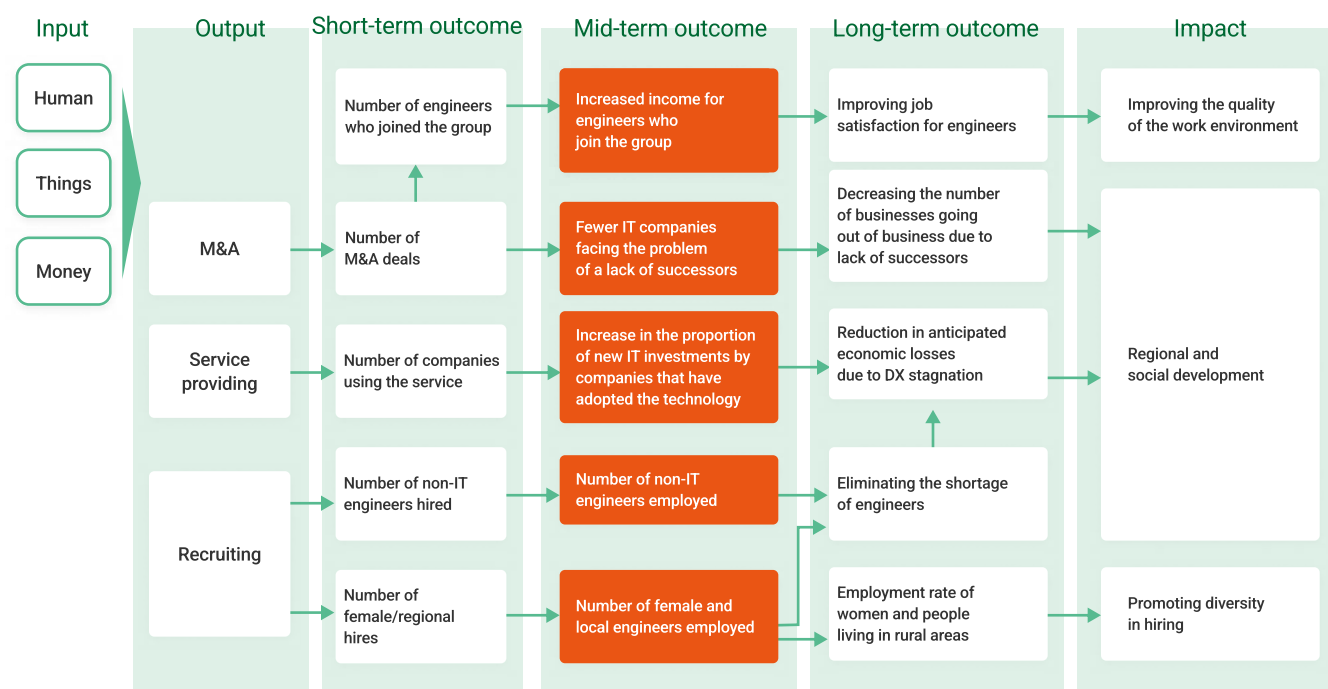 Input
Output
Short-term outcome
Mid-term outcome
Long-term outcome
Impact
Human
Things
Money
M&A
Service
providing
Recruiting
Number of engineers
who joined the group
Number of
M&A deals
Number of companies
using the service
Number of non-IT
engineers hired
Number of
female/regional
hires
Increased income for
engineers who
join the group
Fewer IT companies
facing the problem
of a lack of successors
Increase in the proportion
of new IT investments by
companies that have
adopted the technology
Number of non-IT
engineers employed
Number of female and
local engineers employed
Improving job
satisfaction for engineers
Decreasing the number
of businesses going
out of business due to
lack of successors
Reduction in anticipated
economic losses
due to DX stagnation
Eliminating the shortage
of engineers
Employment rate of
women and people
living in rural areas
Improving the quality
of the work environment
Regional and
social development
Promoting diversity
in hiring